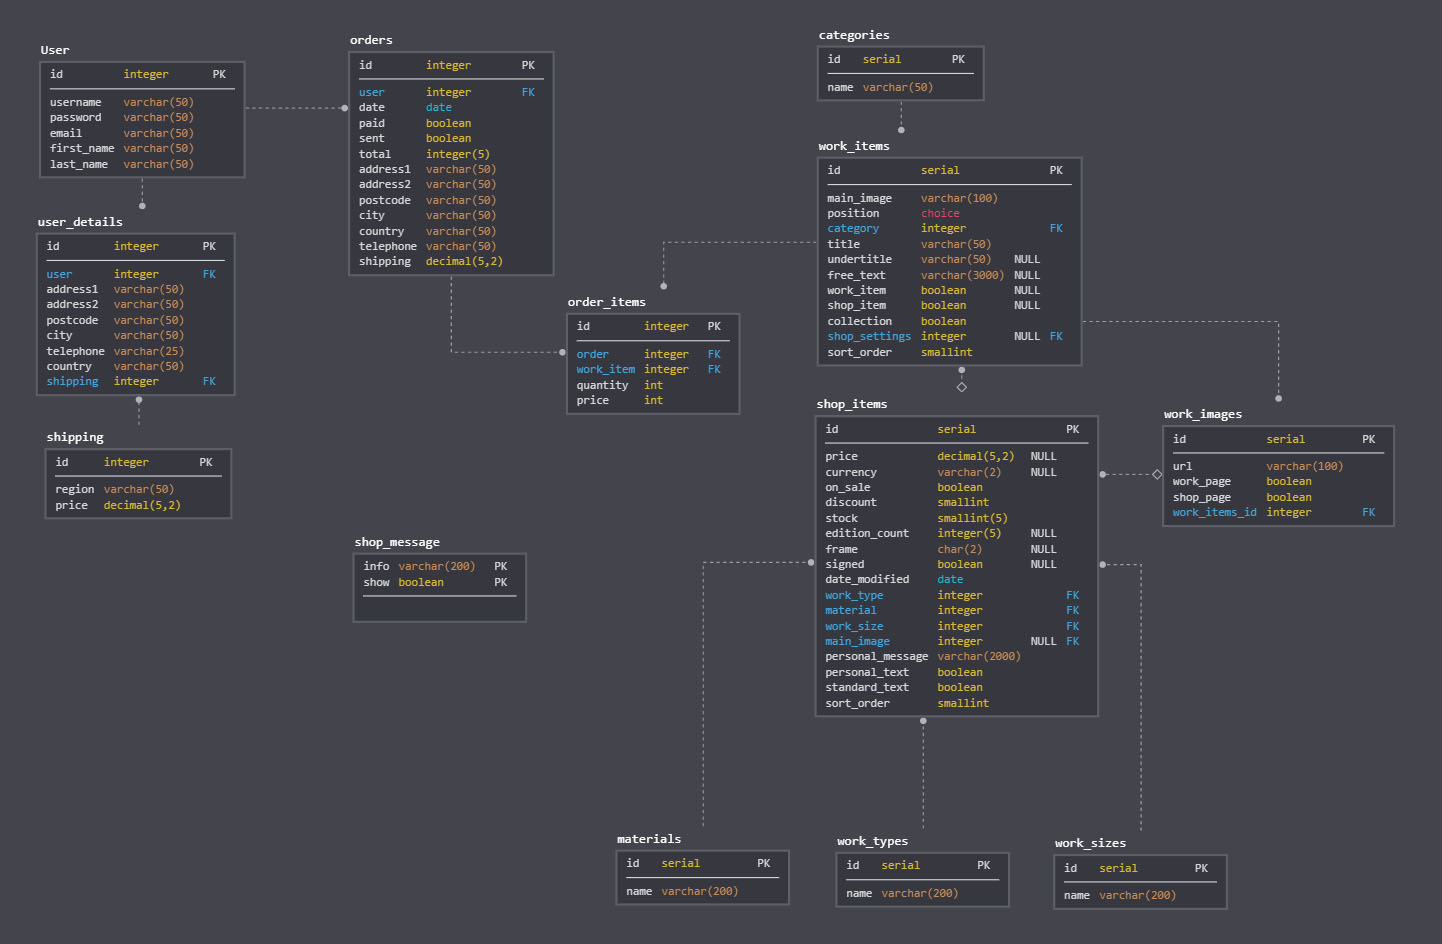 User
id integer PK
username varchar(50)
password varchar(50)
email varchar(50)
first_name varchar(50)
last_name varchar(50)
user_details
id integer PK
user integer FK
address1 varchar(50)
address2 varchar(50)
postcode varchar(50)
city varchar(50)
telephone varchar(25)
country varchar(50)
shipping integer FK
shipping
id integer PK
region varchar(50)
price decimal(5,2)
orders
id integer PK
user integer FK
date date
paid boolean
sent boolean
total integer(5)
address1 varchar(50)
address2 varchar(50)
postcode varchar(50)
city varchar(50)
country varchar(50)
telephone varchar(50)
shipping decimal(5,2)
order_items
id integer PK
order integer FK
work_item integer FK
quantity int
price int
shop_message
info varchar(200) PK
show boolean PK
categories
id serial PK
name varchar(50)
work_items
id serial PK
main_image varchar(100)
position choice
category integer FK
title varchar(50)
undertitle varchar(50) NULL
free_text varchar(3000) NULL
work_item boolean NULL
shop_item boolean NULL
collection boolean
shop_settings integer NULL FK
sort_order smallint
shop_items
id serial PK
price decimal(5,2) NULL
currency varchar(2) NULL
on_sale boolean
discount smallint
stock smallint(5)
edition_count integer(5) NULL
frame char(2) NULL
signed boolean NULL
date_modified date
work_type integer FK
material integer FK
work_size integer FK
main_image integer NULL FK
personal_message varchar(2000)
personal_text boolean
standard_text boolean
sort_order smallint
work_images
id serial PK
url varchar(100)
work_page boolean
shop_page boolean
work_items_id integer FK
materials
id serial PK
name varchar(200)
work_types
id serial PK
name varchar(200)
work_sizes
id serial PK
name varchar(200)